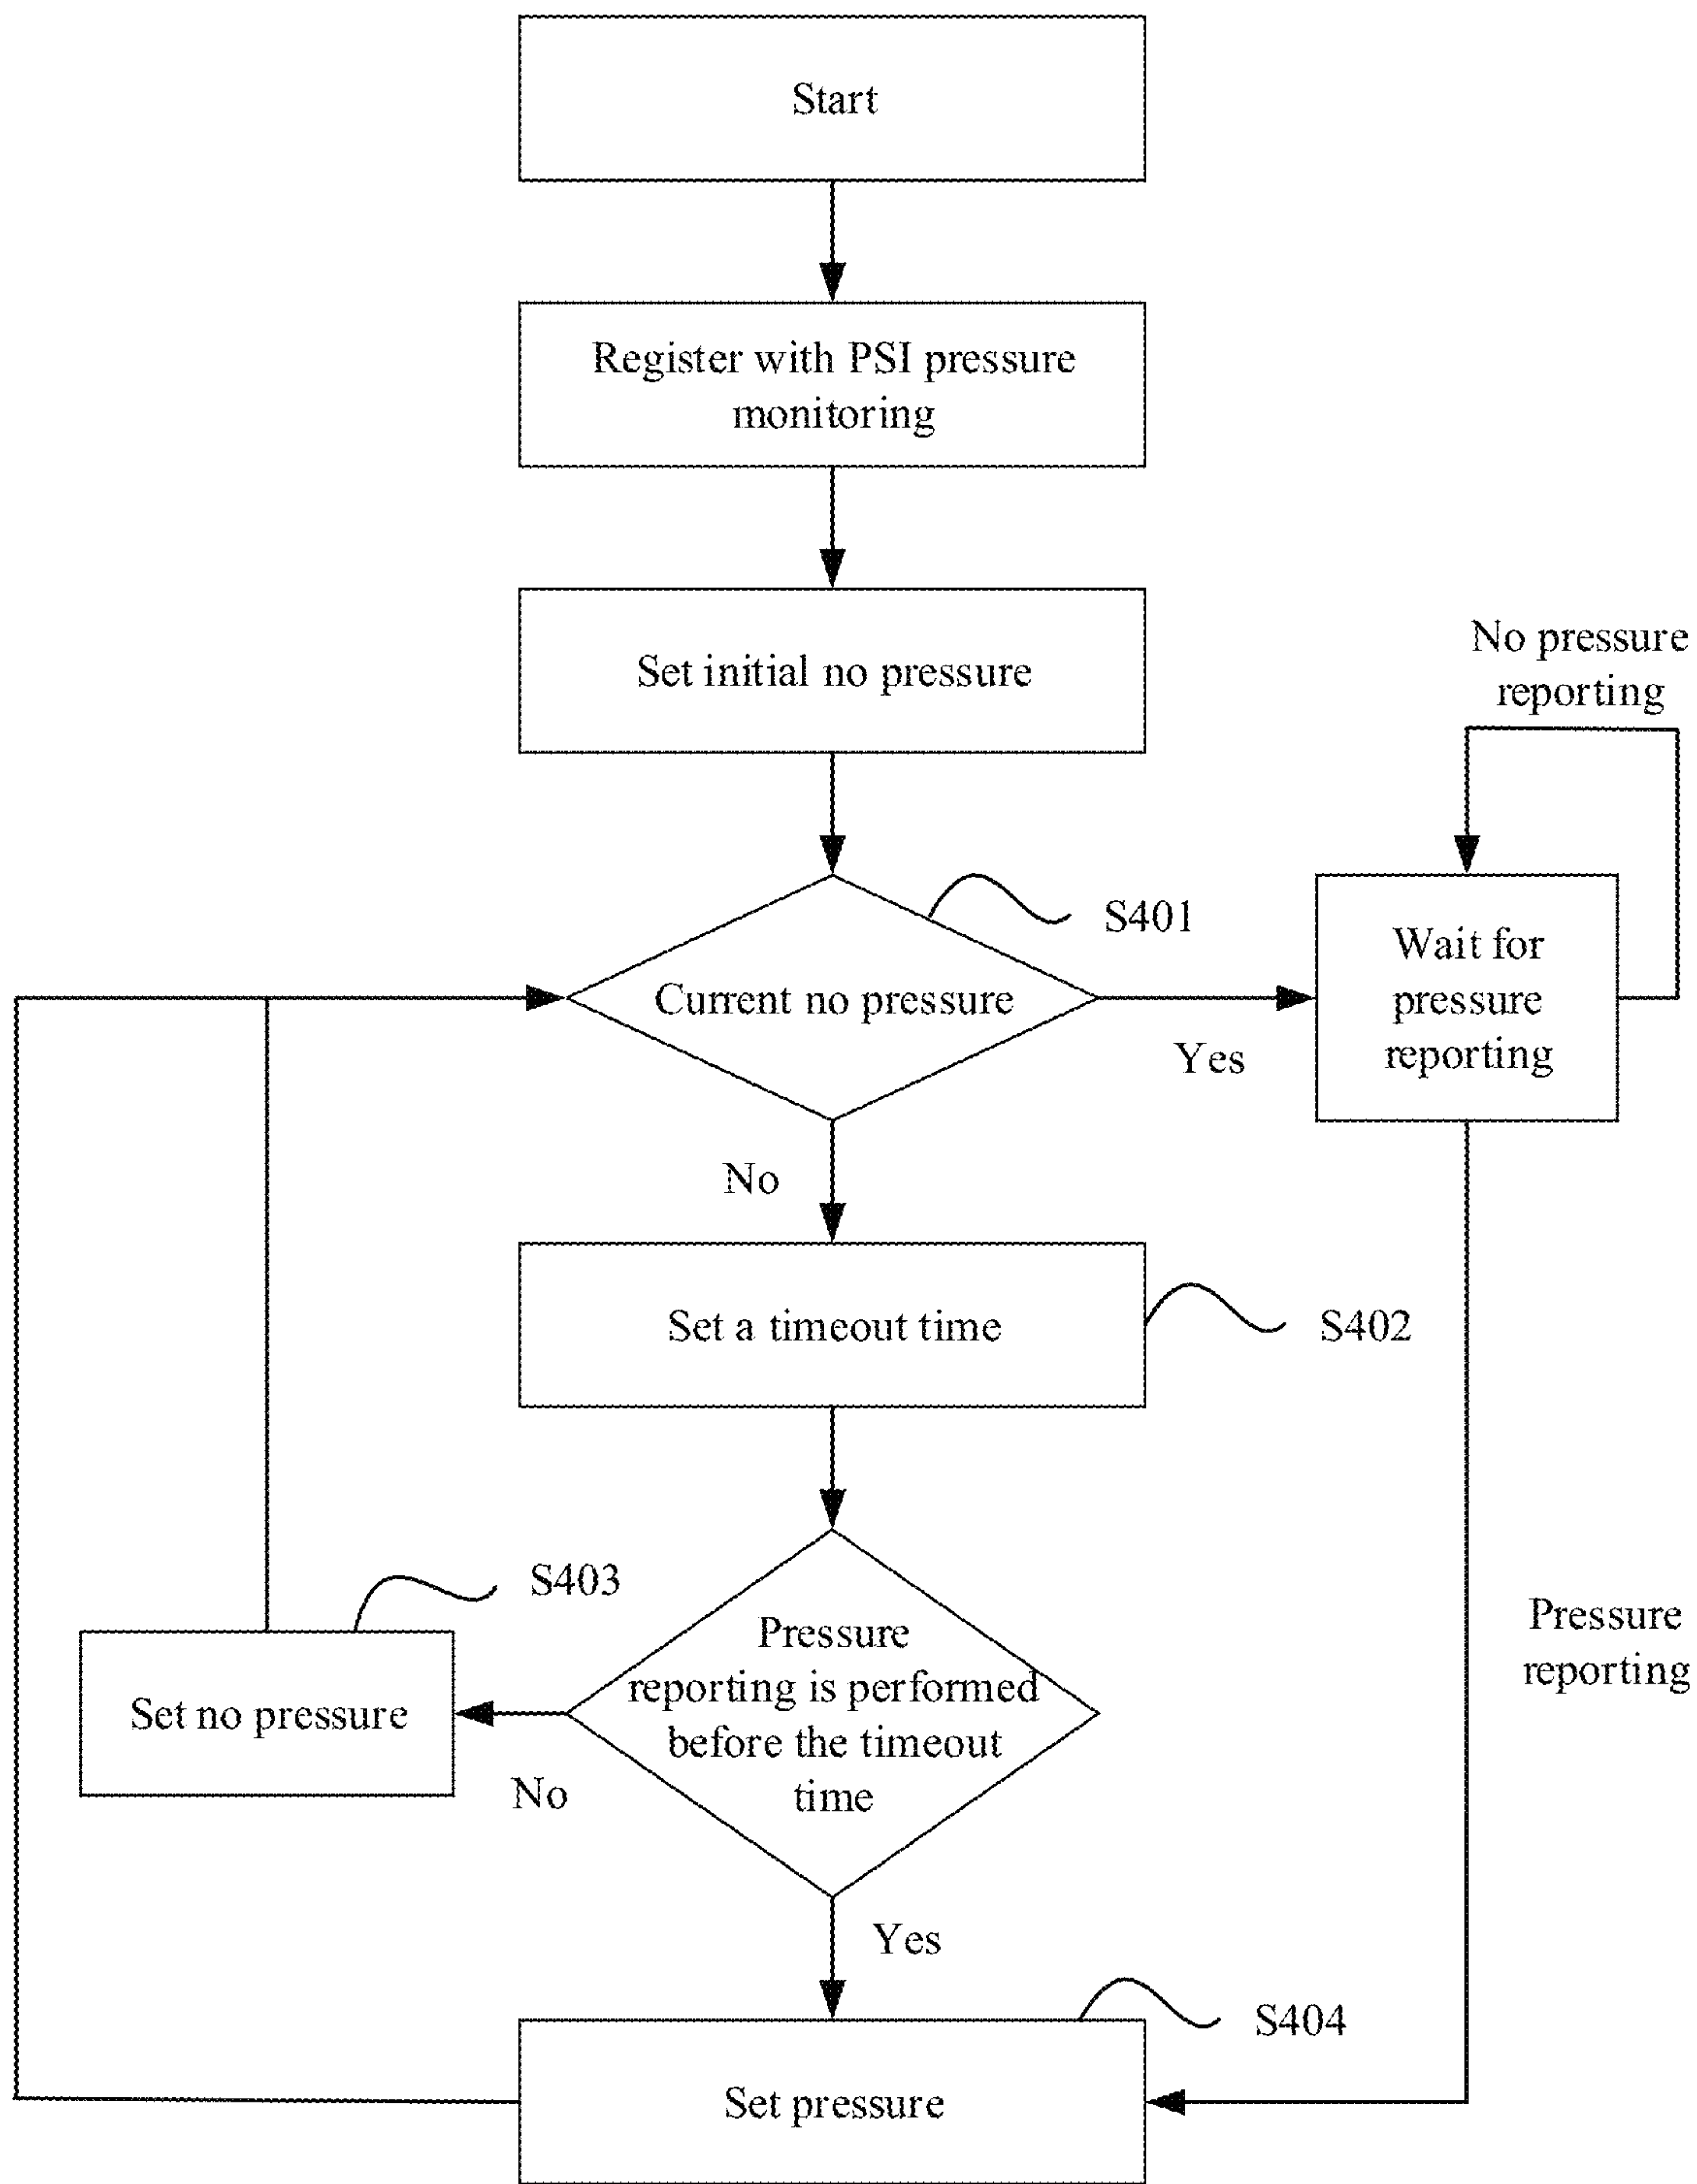 Start
Register with PSI pressure
monitoring
Set initial no pressure
No pressure
reporting
S401
Current no pressure
Yes
Wait for
pressure
reporting
No
Set a timeout time
S402
S403
Set no pressure
No
Pressure
reporting is performed
before the timeout
time
Pressure
reporting
Yes
S404
Set pressure